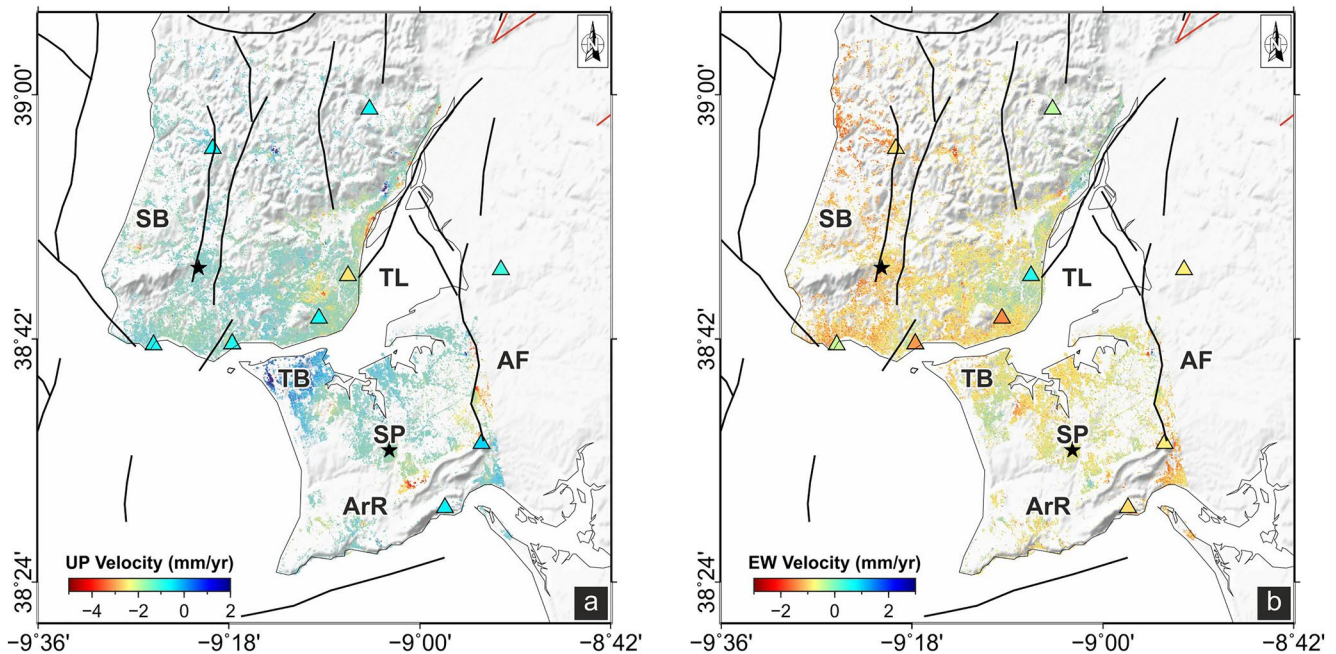 39°00'
38°42'
38°24'
N
SB
TL
AF
TB
SP
ArR
UP Velocity (mm/yr)
−4 −2 0 2
a
−9°36' −9°18' −9°00' −8°42'
39°00'
38°42'
38°24'
N
SB
TL
AF
TB
SP
ArR
EW Velocity (mm/yr)
−2 0 2
b
−9°36' −9°18' −9°00' −8°42'